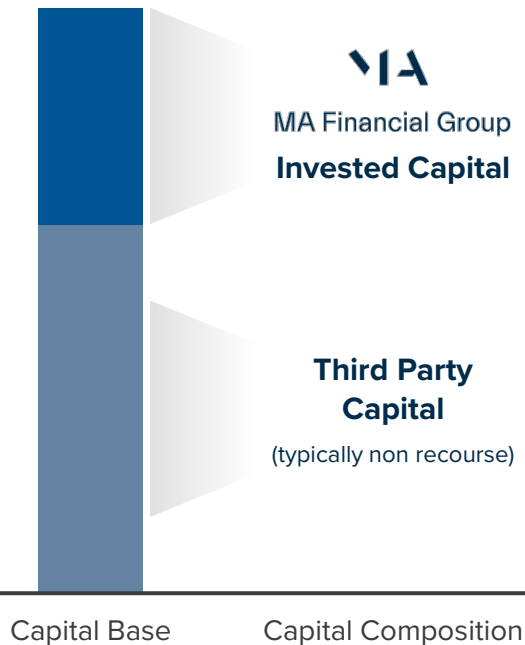 MA
MA Financial Group
Invested Capital
Third Party
Capital
(typically non recourse)
Capital Base
Capital Composition